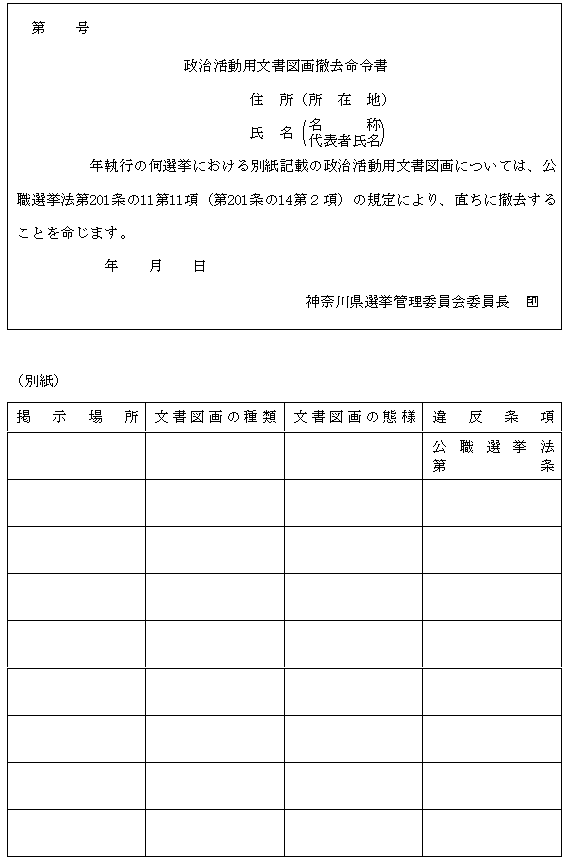 第　　号
政治活動用文書図画撤去命令書
住　所（所　在　地）
氏　名（名　　　称
代表者氏名）
年執行の何選挙における別紙記載の政治活動用文書図画については、公
職選挙法第201条の11第11項（第201条の14第２項）の規定により、直ちに撤去する
ことを命じます。
年　　月　　日
神奈川県選挙管理委員会委員長　印
（別紙）
掲示場所　文書図画の種類　文書図画の態様　違反条項
公職選挙法
第　　条